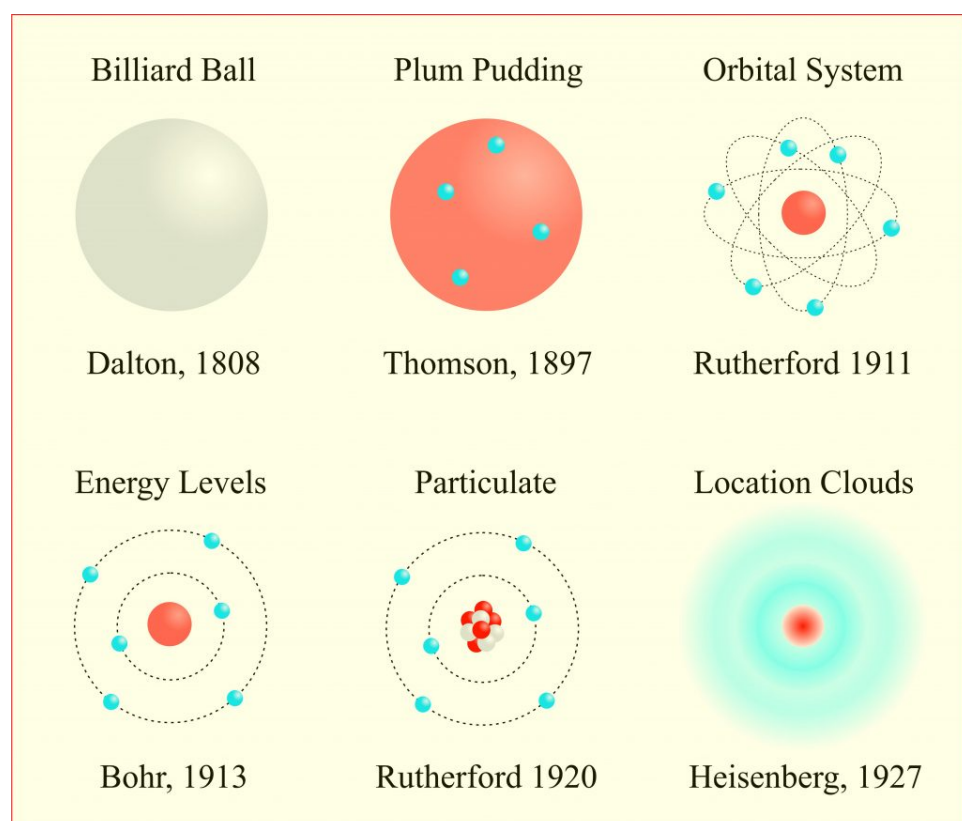 Billiard Ball
Plum Pudding
Orbital System
Dalton, 1808
Thomson, 1897
Rutherford 1911
Energy Levels
Particulate
Location Clouds
Bohr, 1913
Rutherford 1920
Heisenberg, 1927